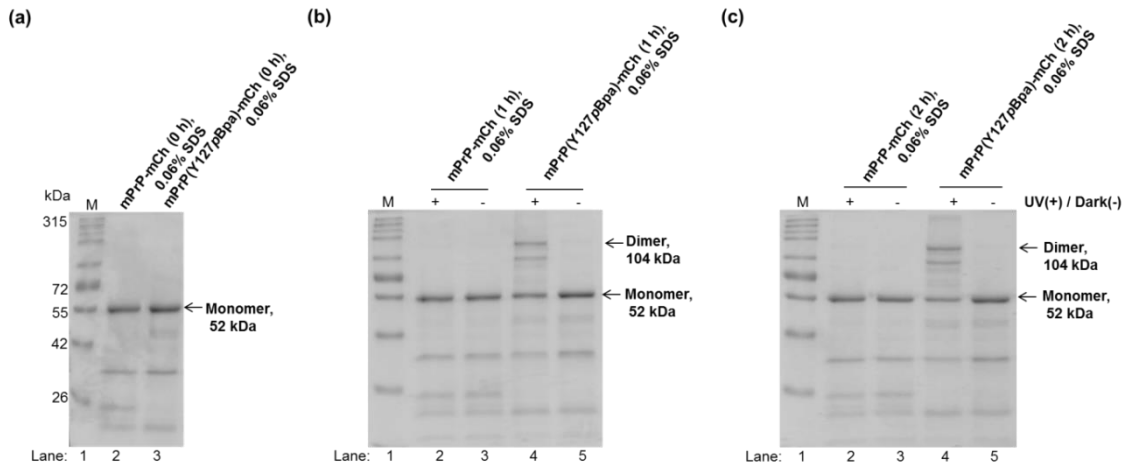 (a)
mPrP-mCh (0 h),
0.06% SDS
mPrP(Y127pBpa)-mCh (0 h),
0.06% SDS
kDa
M
315
72
55
42
26
Monomer,
52 kDa
Lane: 1 2 3
(b)
mPrP-mCh (1 h),
0.06% SDS
mPrP(Y127pBpa)-mCh (1 h),
0.06% SDS
M + - + -
Dimer,
104 kDa
Monomer,
52 kDa
Lane: 1 2 3 4 5
(c)
mPrP-mCh (2 h),
0.06% SDS
mPrP(Y127pBpa)-mCh (2 h),
0.06% SDS
M + - + - UV(+) / Dark(-)
Dimer,
104 kDa
Monomer,
52 kDa
Lane: 1 2 3 4 5